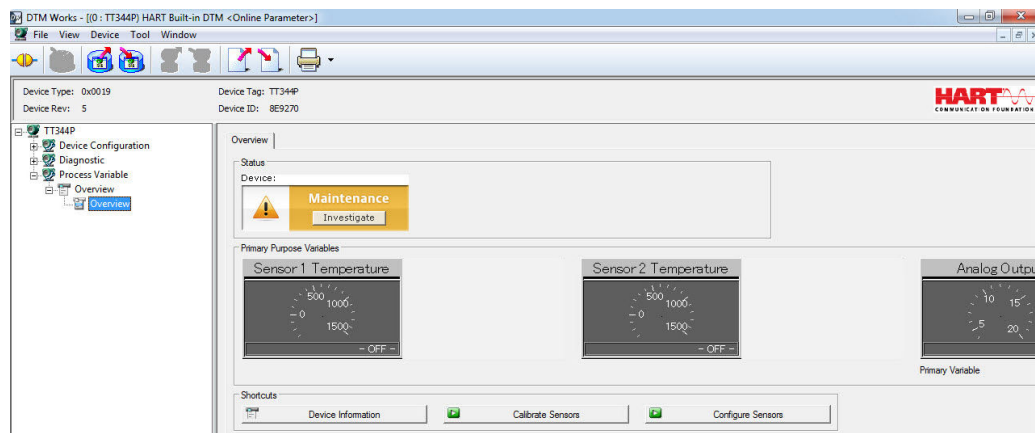 DTM Works - [(0 : TT344P) HART Built-in DTM <Online Parameter>]
File View Device Tool Window
Device Type: 0x0019 Device Tag: TT344P
Device Rev: 5 Device ID: 8E9270
HART
COMMUNICATION FOUNDATION
TT344P
Device Configuration
Diagnostic
Process Variable
Overview
Overview
Overview
Status
Device:
Maintenance
Investigate
Primary Purpose Variables
Sensor 1 Temperature Sensor 2 Temperature Analog Outpu
500 1000 500 1000 10 15
0 1500 0 1500 5 20
- OFF - - OFF -
Primary Variable
Shortcuts
Device Information Calibrate Sensors Configure Sensors